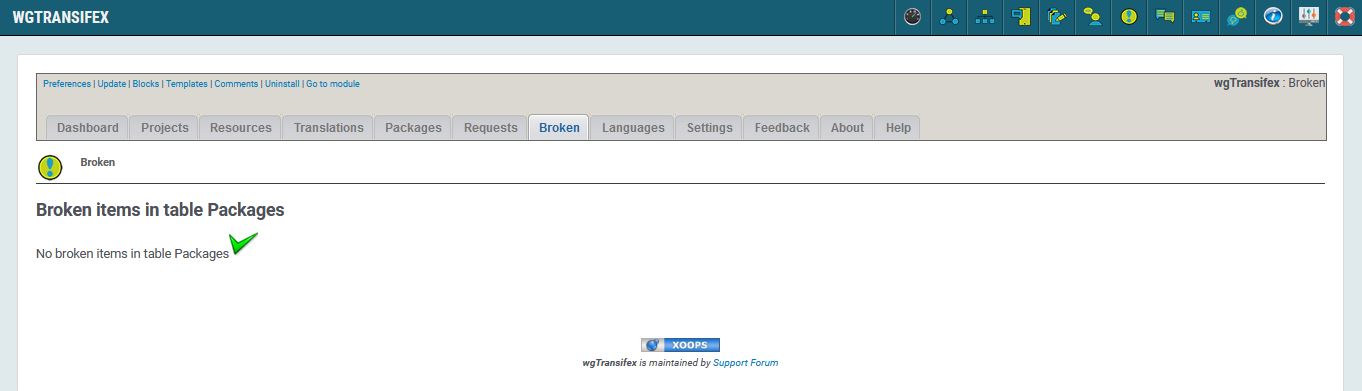 WGTRANSIFEX
Preferences | Update | Blocks | Templates | Comments | Uninstall | Go to module
wgTransifex : Broken
Dashboard Projects Resources Translations Packages Requests Broken Languages Settings Feedback About Help
Broken
Broken items in table Packages
No broken items in table Packages
XOOPS
wgTransifex is maintained by Support Forum